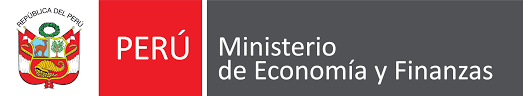 REPÚBLICA DEL PERÚ
PERÚ
Ministerio
de Economía y Finanzas